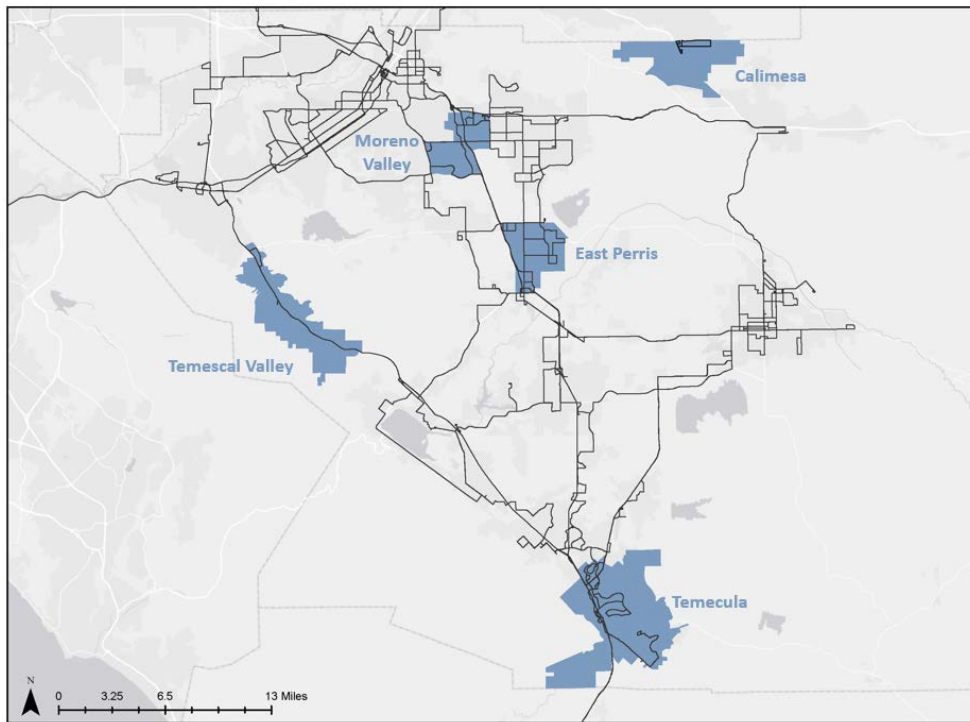 Calimesa
Moreno
Valley
East Perris
Temescal Valley
Temecula
N
0 3.25 6.5 13 Miles